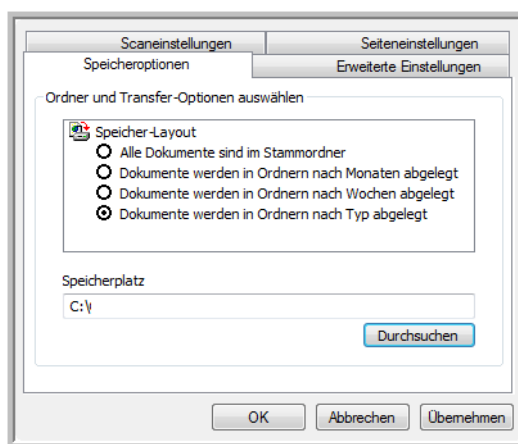 Scaneinstellungen
Seiteneinstellungen
Speicheroptionen
Erweiterte Einstellungen
Ordner und Transfer-Optionen auswählen
Speicher-Layout
Alle Dokumente sind im Stammordner
Dokumente werden in Ordnern nach Monaten abgelegt
Dokumente werden in Ordnern nach Wochen abgelegt
Dokumente werden in Ordnern nach Typ abgelegt
Speicherplatz
C:\
Durchsuchen
OK
Abbrechen
Übernehmen